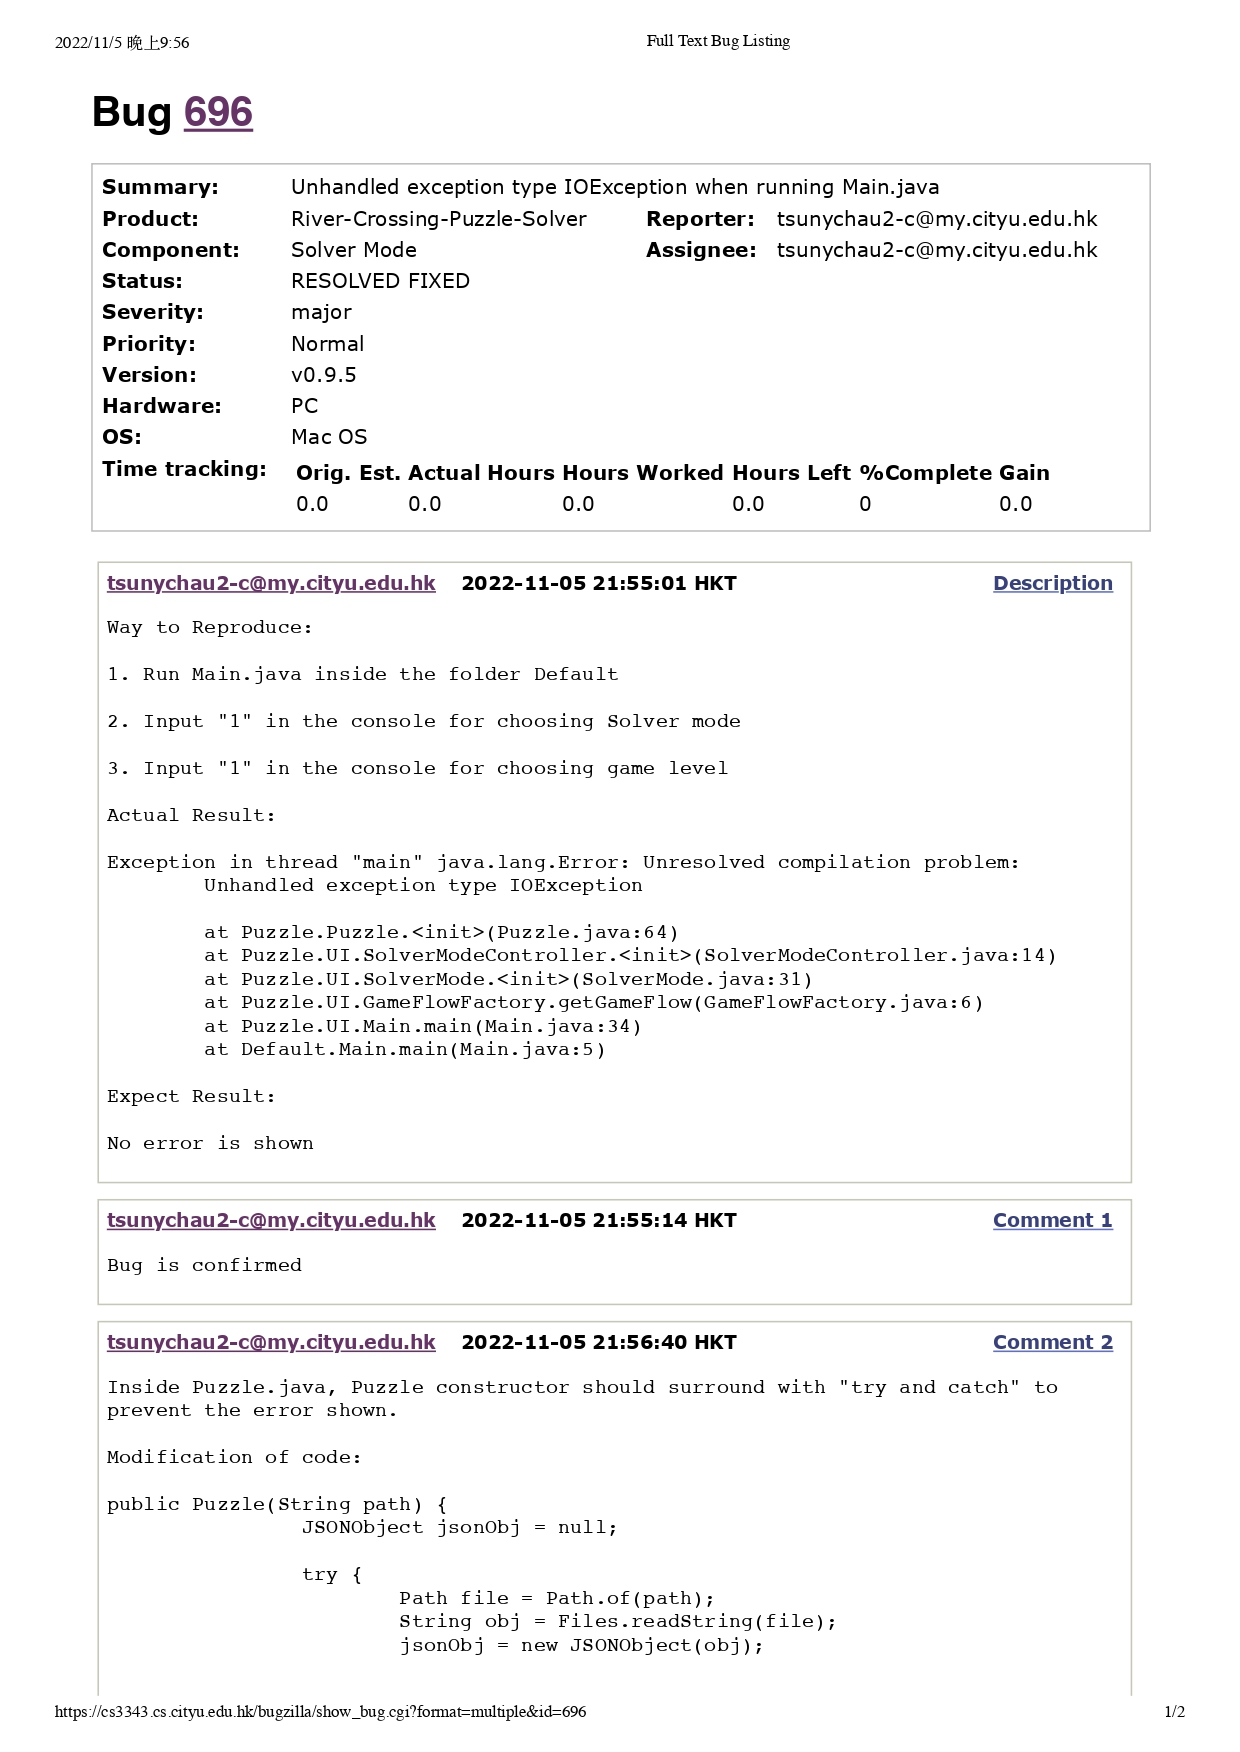 2022/11/5 晚上9:56 Full Text Bug Listing
Bug 696
Summary: Unhandled exception type IOException when running Main.java
Product: River-Crossing-Puzzle-Solver Reporter: tsunychau2-c@my.cityu.edu.hk
Component: Solver Mode Assignee: tsunychau2-c@my.cityu.edu.hk
Status: RESOLVED FIXED
Severity: major
Priority: Normal
Version: v0.9.5
Hardware: PC
OS: Mac OS
Time tracking: Orig. Est. Actual Hours Hours Worked Hours Left %Complete Gain
0.0 0.0 0.0 0.0 0 0.0
tsunychau2-c@my.cityu.edu.hk 2022-11-05 21:55:01 HKT Description
Way to Reproduce:
1. Run Main.java inside the folder Default
2. Input "1" in the console for choosing Solver mode
3. Input "1" in the console for choosing game level
Actual Result:
Exception in thread "main" java.lang.Error: Unresolved compilation problem:
Unhandled exception type IOException
at Puzzle.Puzzle.<init>(Puzzle.java:64)
at Puzzle.UI.SolverModeController.<init>(SolverModeController.java:14)
at Puzzle.UI.SolverMode.<init>(SolverMode.java:31)
at Puzzle.UI.GameFlowFactory.getGameFlow(GameFlowFactory.java:6)
at Puzzle.UI.Main.main(Main.java:34)
at Default.Main.main(Main.java:5)
Expect Result:
No error is shown
tsunychau2-c@my.cityu.edu.hk 2022-11-05 21:55:14 HKT Comment 1
Bug is confirmed
tsunychau2-c@my.cityu.edu.hk 2022-11-05 21:56:40 HKT Comment 2
Inside Puzzle.java, Puzzle constructor should surround with "try and catch" to
prevent the error shown.
Modification of code:
public Puzzle(String path) {
JSONObject jsonObj = null;
try {
Path file = Path.of(path);
String obj = Files.readString(file);
jsonObj = new JSONObject(obj);
https://cs3343.cs.cityu.edu.hk/bugzilla/show_bug.cgi?format=multiple&id=696 1/2